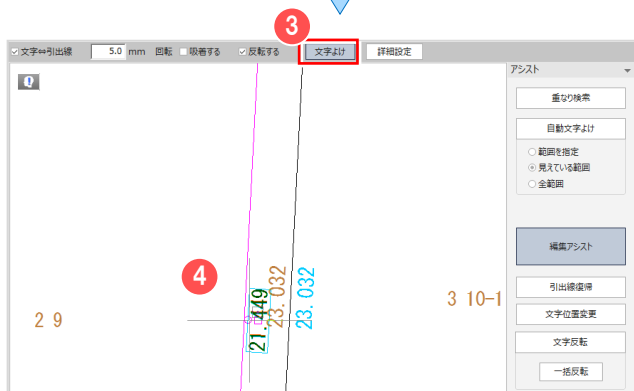 3
文字⇔引出線 5.0 mm 回転 吸着する 反転する 文字よけ 詳細設定
アシスト
重なり検索
自動文字よけ
範囲を指定
見えている範囲
全範囲
編集アシスト
引出線復帰
文字位置変更
文字反転
一括反転
4
29
21.449
23.032
23.032
3 10-1